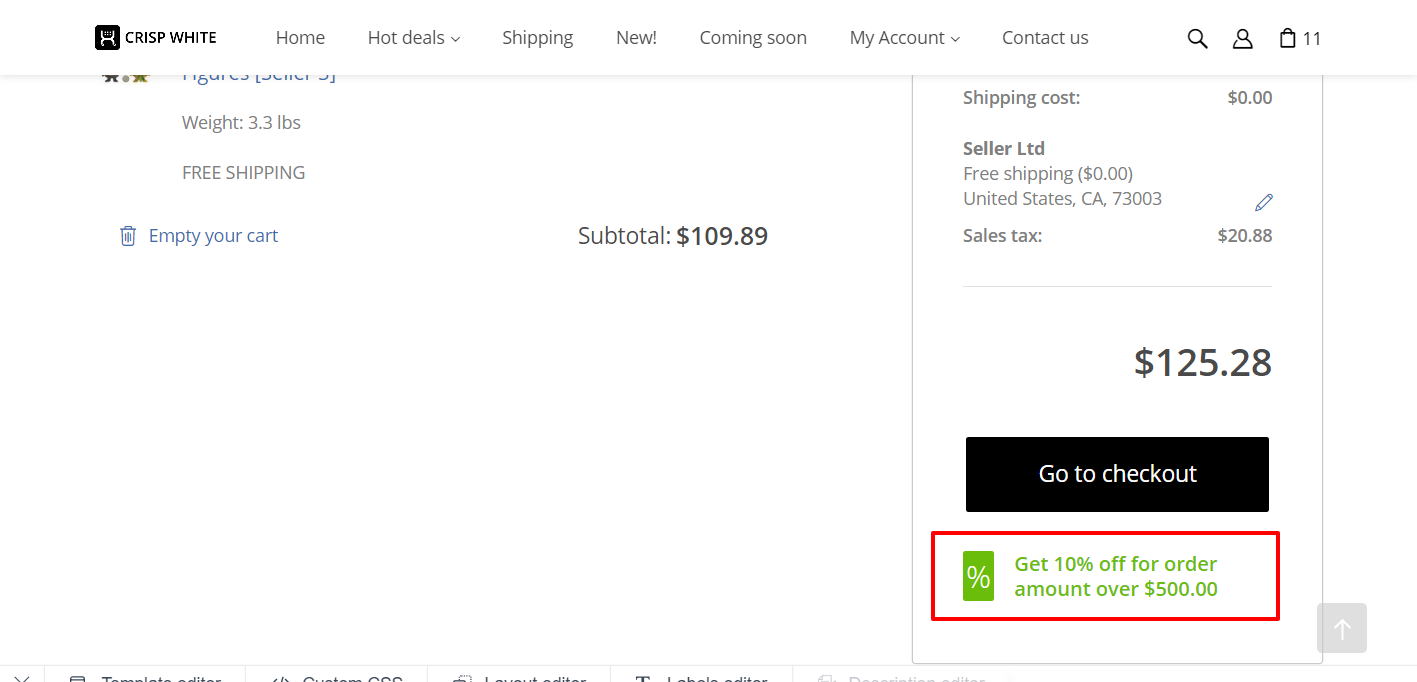 CRISP WHITE
Home
Hot deals
Shipping
New!
Coming soon
My Account
Contact us
11
Figures [Seller 3]
Weight: 3.3 lbs
FREE SHIPPING
Empty your cart
Subtotal: $109.89
Shipping cost: $0.00
Seller Ltd
Free shipping ($0.00)
United States, CA, 73003
Sales tax: $20.88
$125.28
Go to checkout
%
Get 10% off for order
amount over $500.00
Template editor
Custom CSS
Layout editor
Labels editor
Description editor